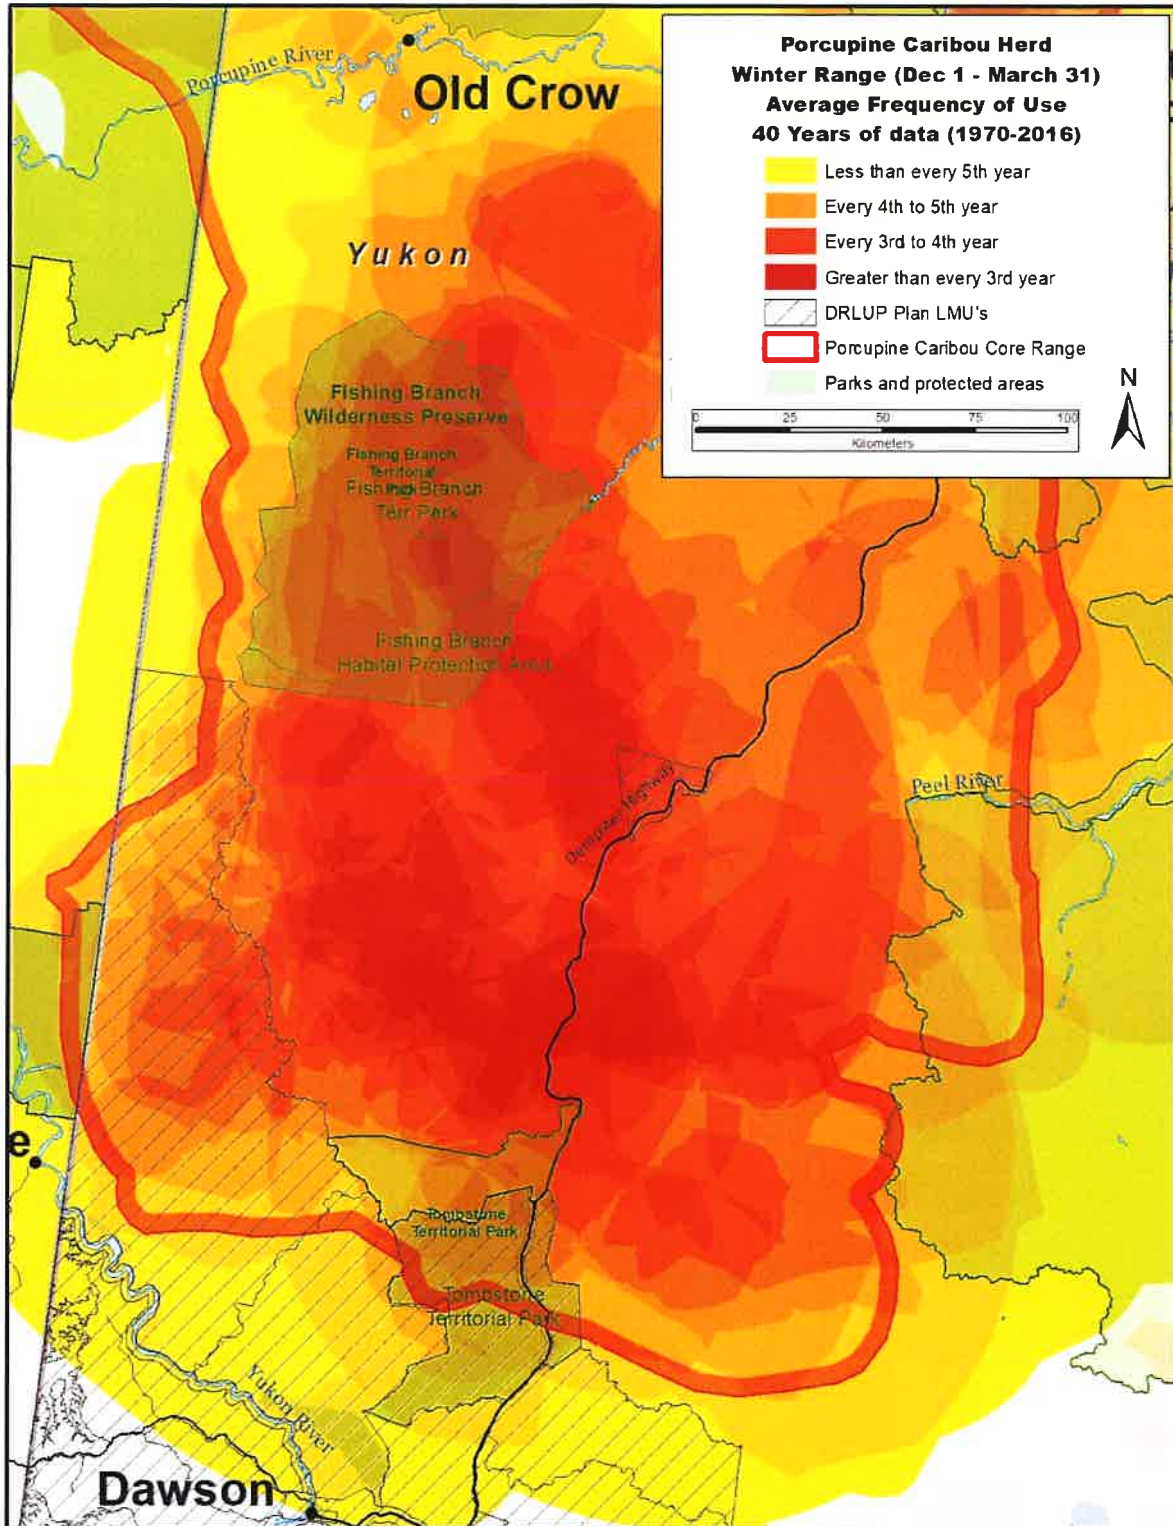 Porcupine Caribou Herd
Winter Range (Dec 1 - March 31)
Average Frequency of Use
40 Years of data (1970-2016)
Less than every 5th year
Every 4th to 5th year
Every 3rd to 4th year
Greater than every 3rd year
DRLUP Plan LMU's
Porcupine Caribou Core Range
Parks and protected areas
N
0 25 50 75 100
Kilometers
Porcupine River
Old Crow
Yukon
Fishing Branch
Wilderness Preserve
Fishing Branch
Territorial
Fishing Branch
Terr Park
Fishing Branch
Habitat Protection Area
Dempster Highway
Peel River
e
Tombstone
Territorial Park
Tombstone
Territorial Park
Yukon River
Dawson